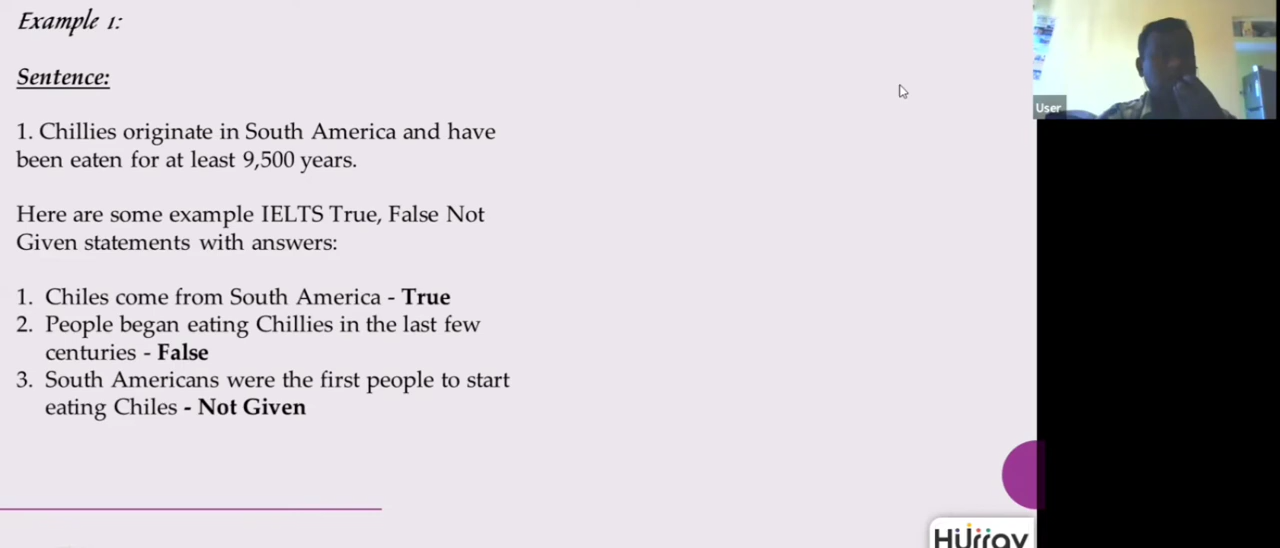 Example 1:
Sentence:
1. Chillies originate in South America and have
been eaten for at least 9,500 years.
Here are some example IELTS True, False Not
Given statements with answers:
1. Chiles come from South America - True
2. People began eating Chillies in the last few
centuries - False
3. South Americans were the first people to start
eating Chiles - Not Given
User
Hurray